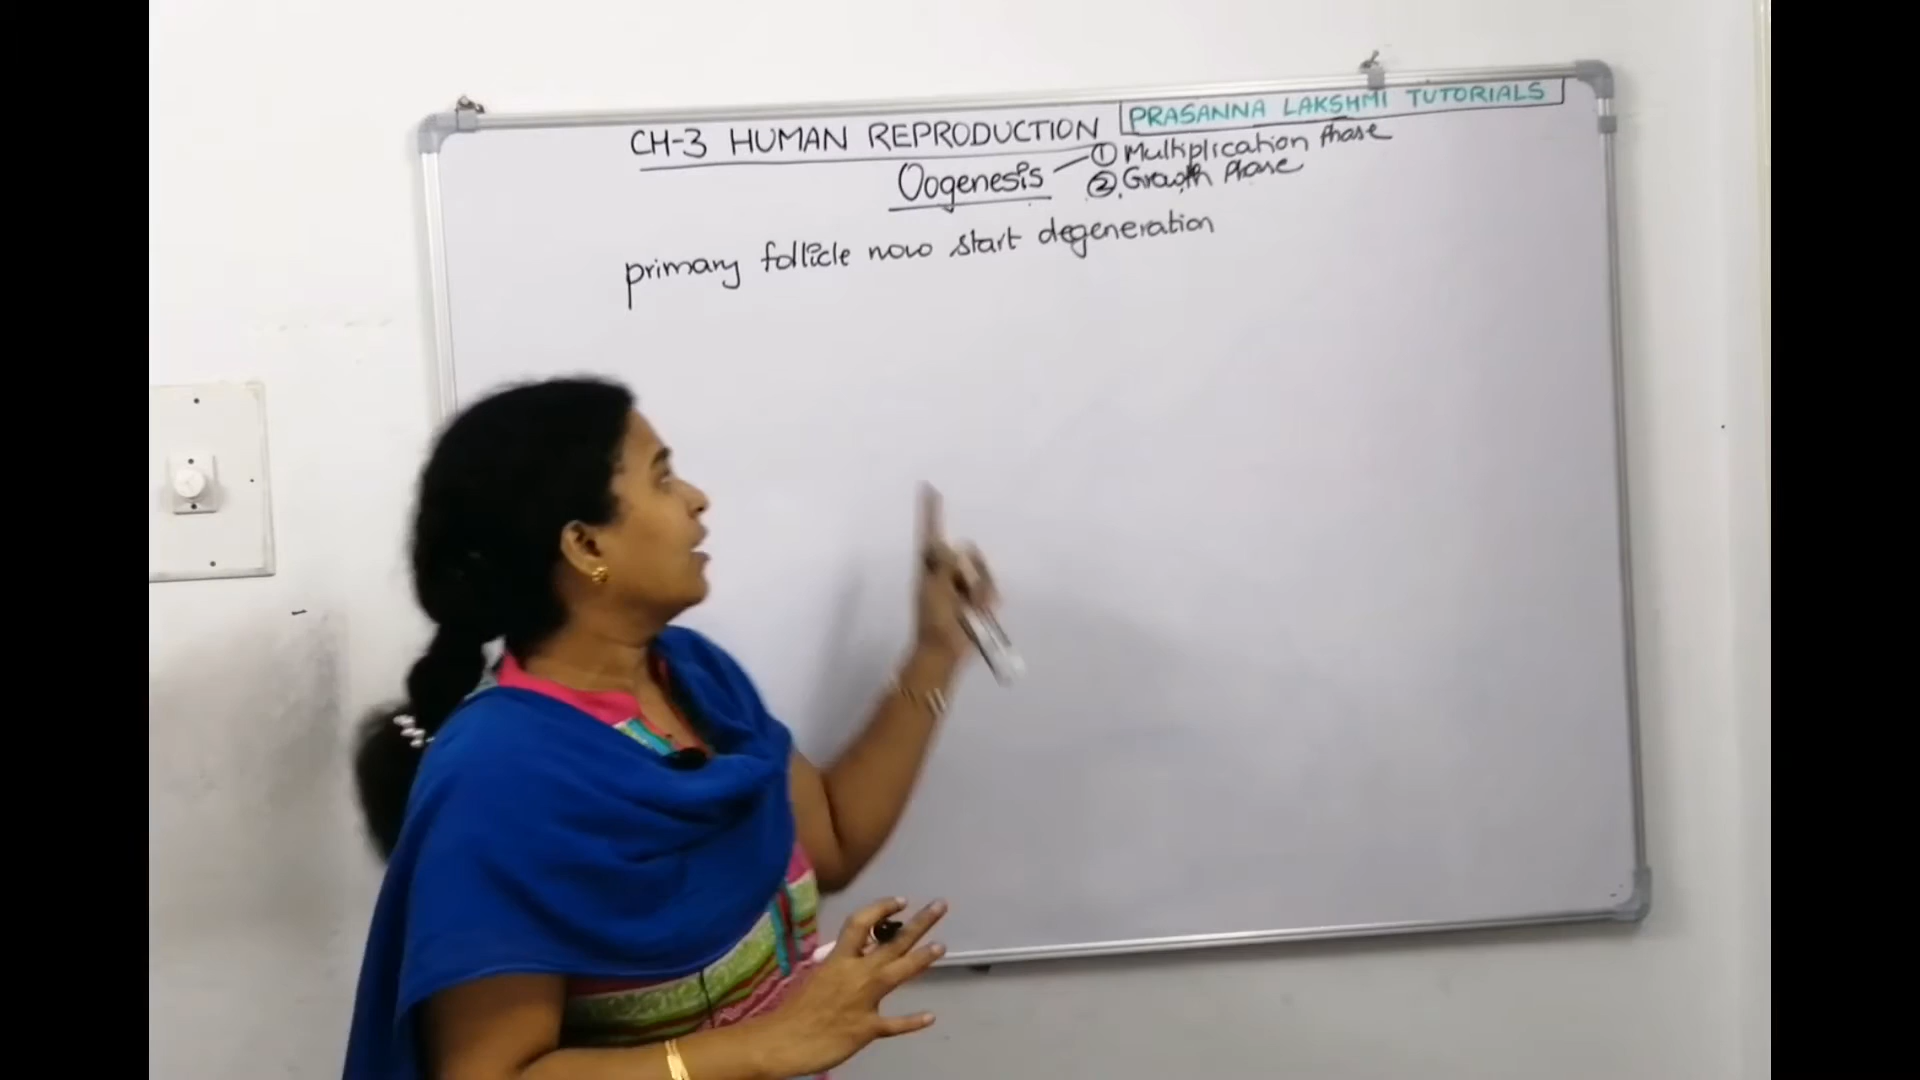 PRASANNA LAKSHMI TUTORIALS
CH-3 HUMAN REPRODUCTION
Oogenesis
① Multiplication Phase
② Growth Phase
primary follicle now start degeneration